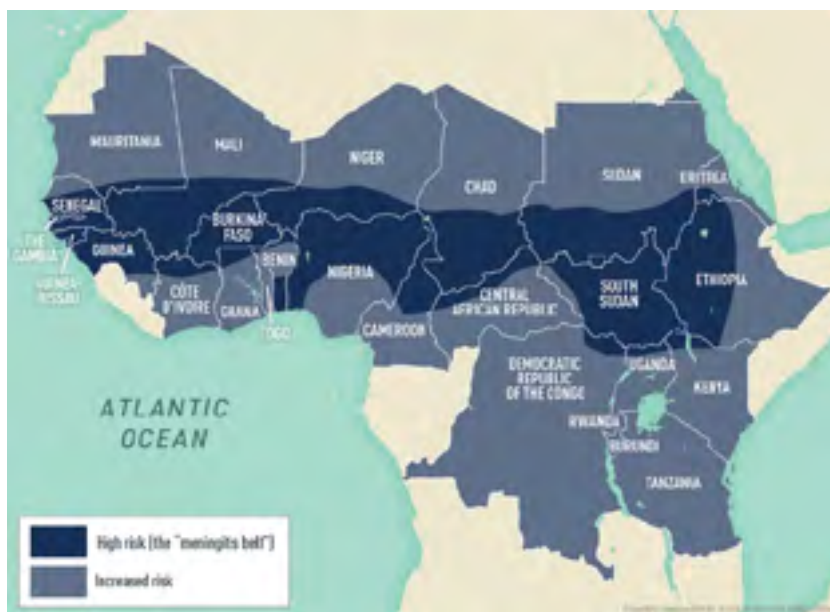 MAURITANIA
MALI
NIGER
CHAD
SUDAN
ERITREA
SENEGAL
BURKINA
FASO
THE
GAMBIA
GUINEA
GUINEA-
BISSAU
BENIN
NIGERIA
CÔTE
D'IVOIRE
GHANA
TOGO
CAMEROON
CENTRAL
AFRICAN REPUBLIC
SOUTH
SUDAN
ETHIOPIA
DEMOCRATIC
REPUBLIC
OF THE CONGO
UGANDA
KENYA
RWANDA
BURUNDI
TANZANIA
ATLANTIC
OCEAN
High risk (the "meningits belt")
Increased risk